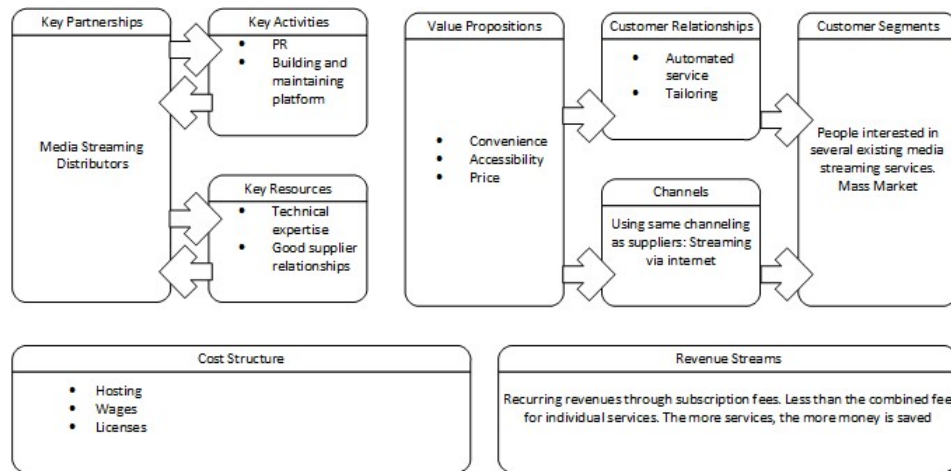 Key Partnerships
Media Streaming
Distributors
Key Activities
• PR
• Building and
maintaining
platform
Key Resources
• Technical
expertise
• Good supplier
relationships
Value Propositions
• Convenience
• Accessibility
• Price
Customer Relationships
• Automated
service
• Tailoring
Channels
Using same channeling
as suppliers: Streaming
via internet
Customer Segments
People interested in
several existing media
streaming services.
Mass Market
Cost Structure
• Hosting
• Wages
• Licenses
Revenue Streams
Recurring revenues through subscription fees. Less than the combined fee
for individual services. The more services, the more money is saved